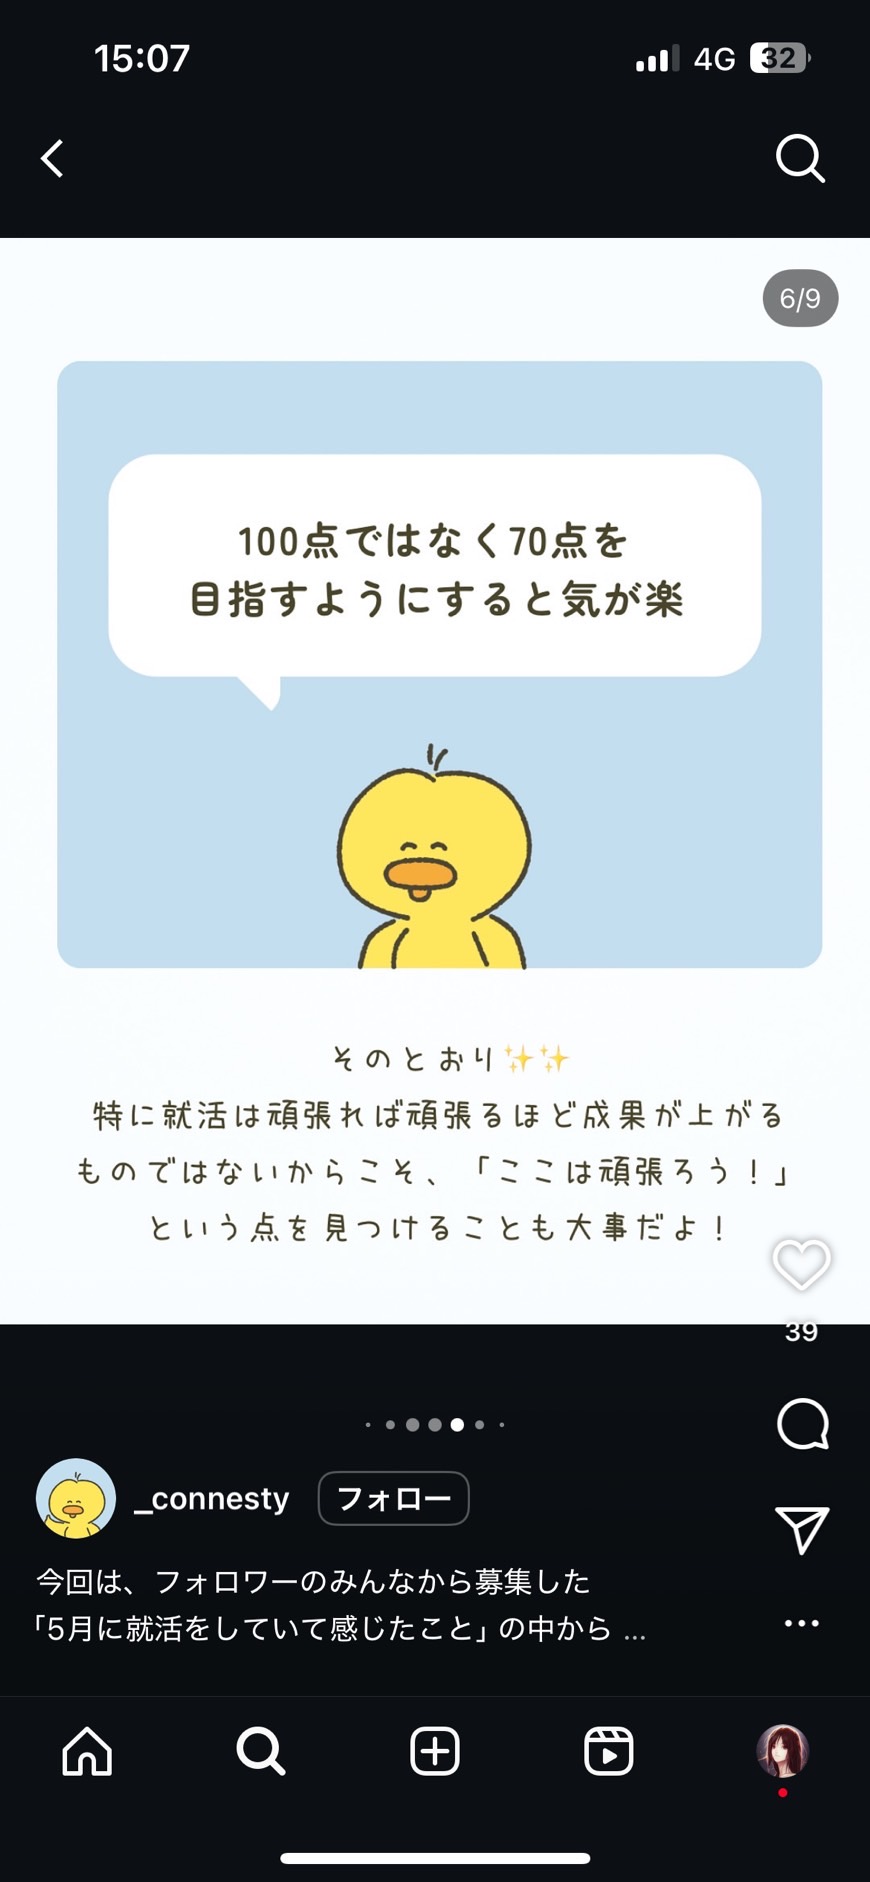 15:07
4G 32
6/9
100点ではなく70点を
目指すようにすると気が楽
そのとおり✨✨
特に就活は頑張れば頑張るほど成果が上がる
ものではないからこそ、「ここは頑張ろう！」
という点を見つけることも大事だよ！
39
_connesty フォロー
今回は、フォロワーのみんなから募集した
「5月に就活をしていて感じたこと」の中から ...